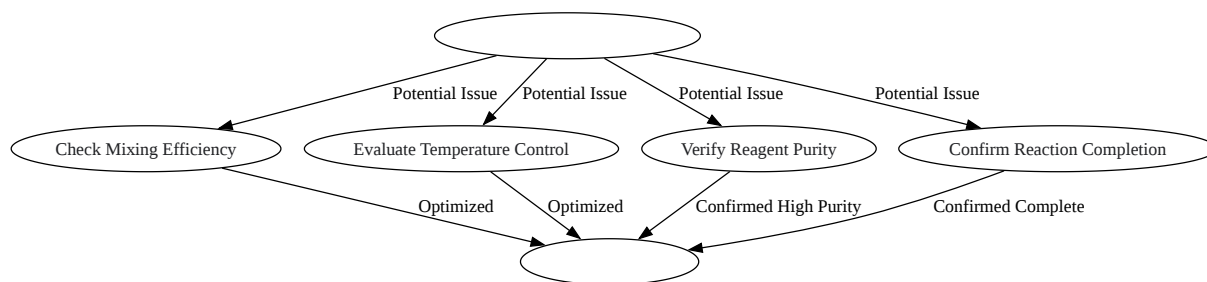 Potential Issue
Potential Issue
Potential Issue
Potential Issue
Check Mixing Efficiency
Evaluate Temperature Control
Verify Reagent Purity
Confirm Reaction Completion
Optimized
Optimized
Confirmed High Purity
Confirmed Complete